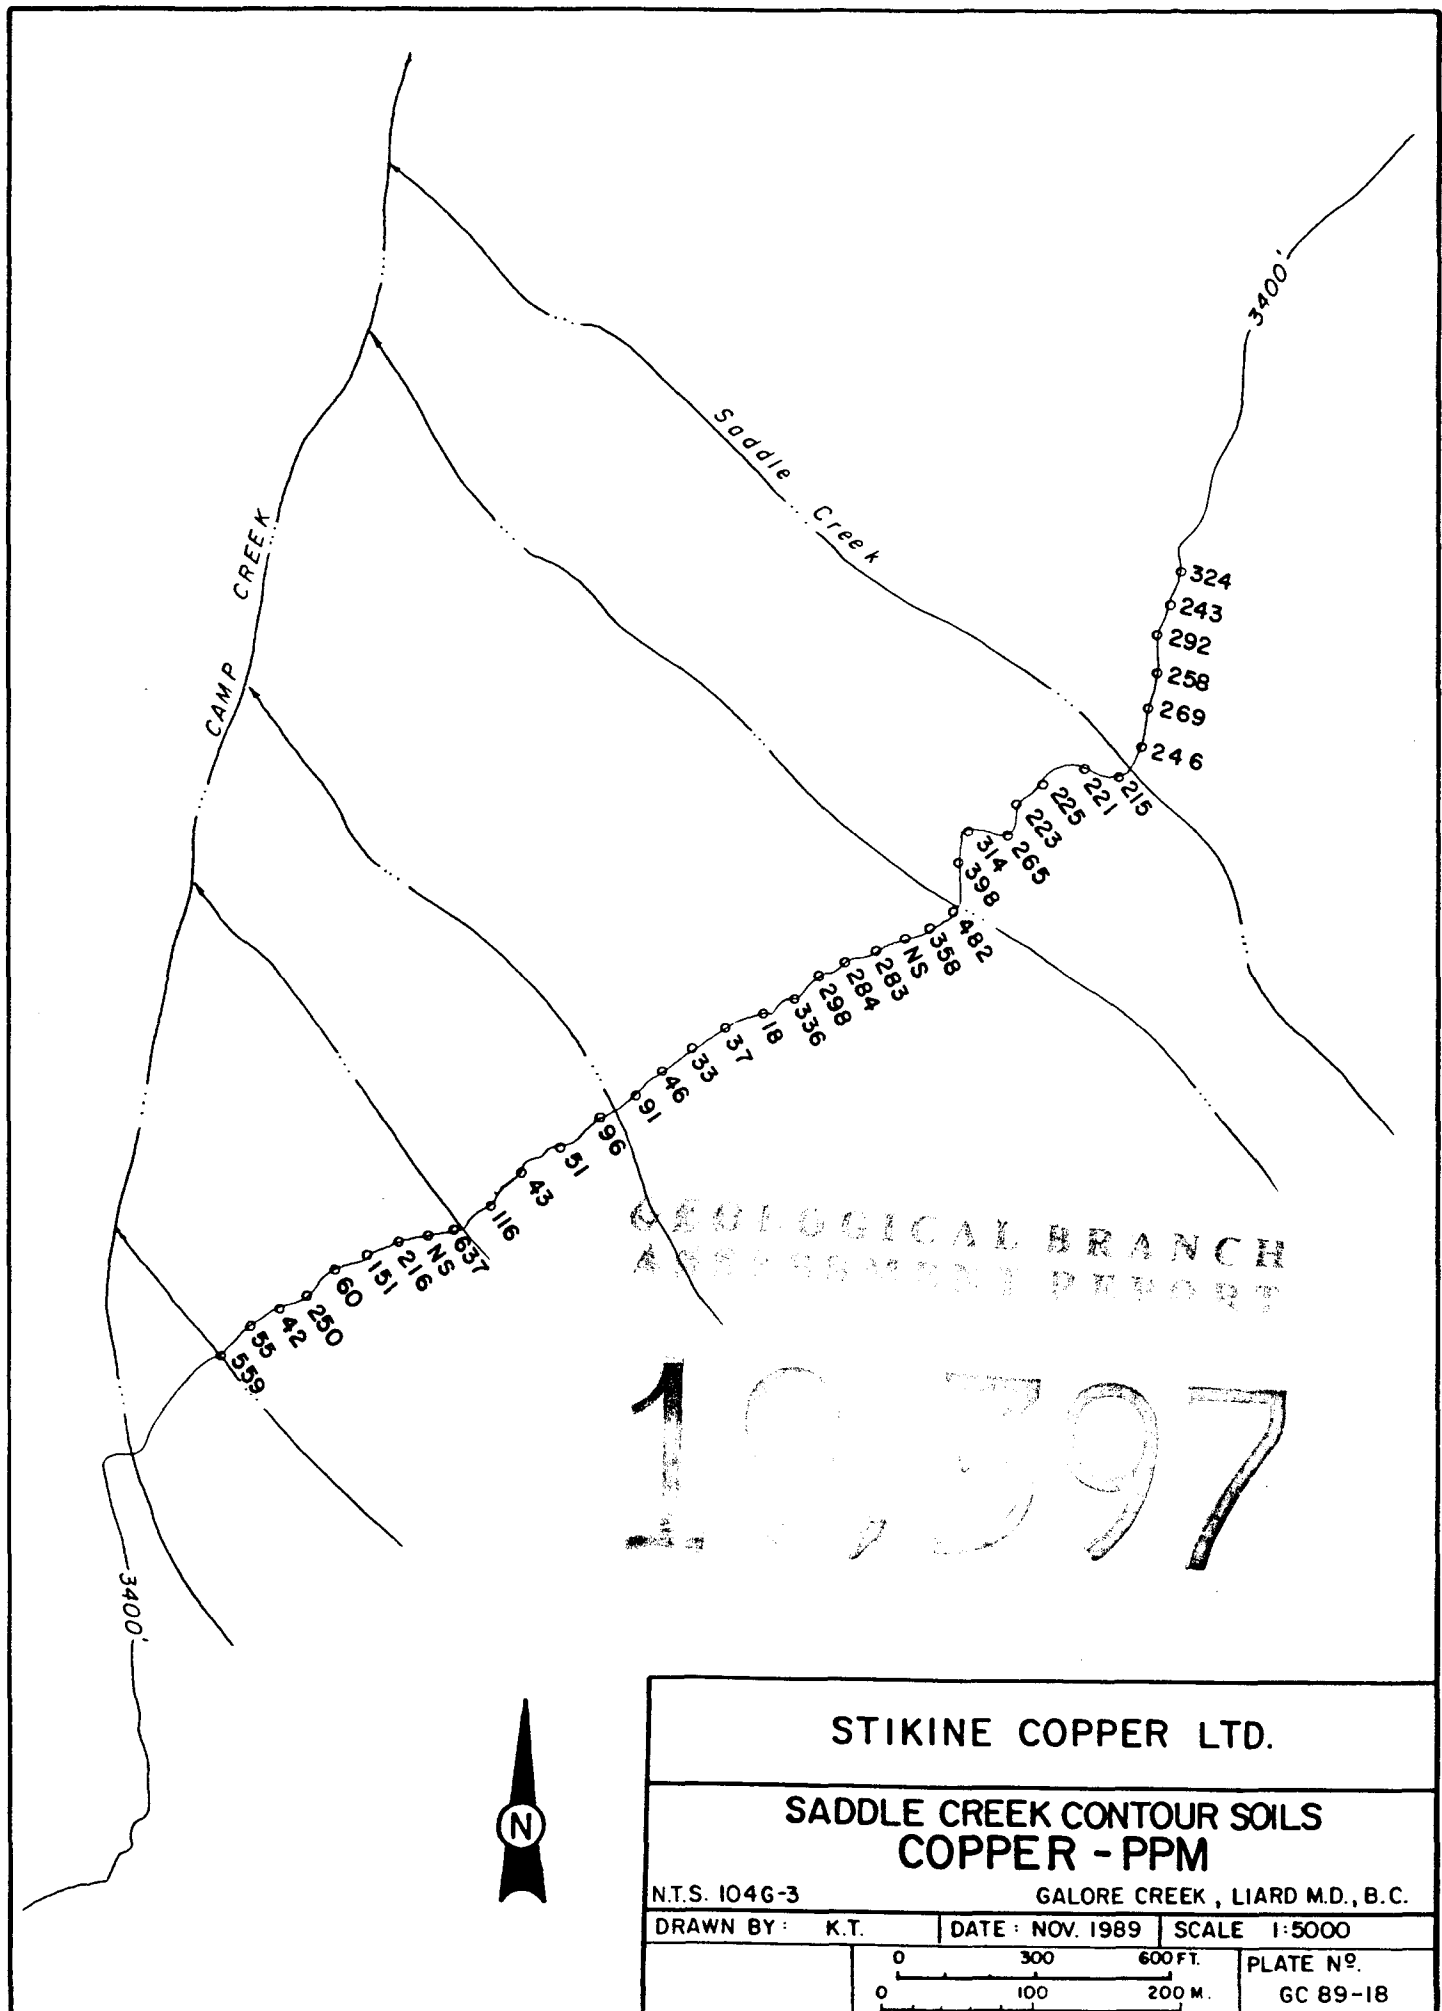 3400'
Saddle Creek
CAMP CREEK
324
243
292
258
269
246
215
221
225
223
265
314
398
482
358
NS
283
284
298
336
18
37
33
46
91
96
51
43
116
637
NS
216
151
60
250
42
55
559
GEOLOGICAL BRANCH
ASSESSMENT REPORT
3400'
N
STIKINE COPPER LTD.
SADDLE CREEK CONTOUR SOILS
COPPER - PPM
N.T.S. 104G-3
GALORE CREEK, LIARD M.D., B.C.
DRAWN BY: K.T.
DATE: NOV. 1989
SCALE 1:5000
0 300 600 FT.
0 100 200 M.
PLATE Nº.
GC 89-18